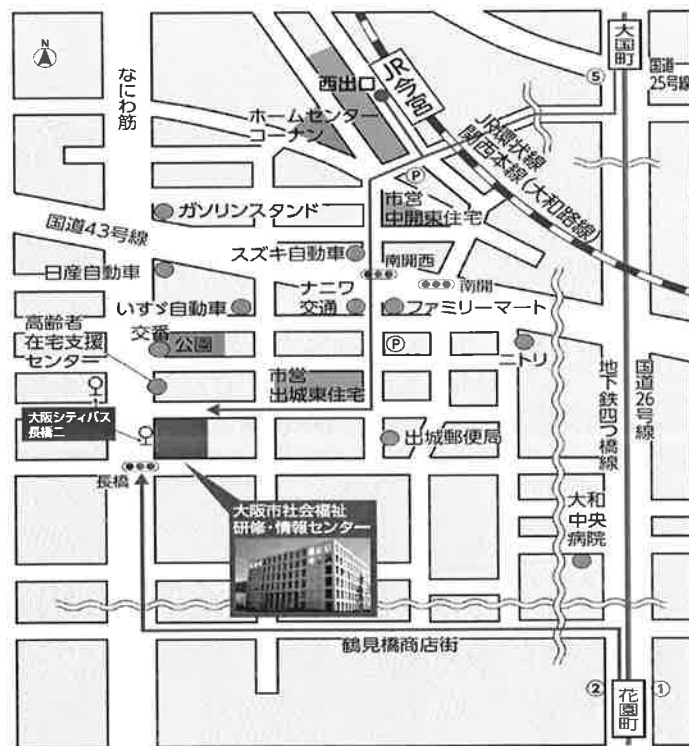 N
大国町
⑤
国道
25号線
なにわ筋
西出口
JR今宮
ホームセンター
コーナン
JR環状線
関西本線(大和路線)
P
ガソリンスタンド
市営
中開東住宅
国道43号線
スズキ自動車
南開西
日産自動車
南開
いすゞ自動車
ナニワ
交通
ファミリーマート
高齢者
在宅支援
センター
交番
公園
P
ニトリ
市営
出城東住宅
地下鉄四つ橋線
国道26号線
大阪シティバス
長橋二
出城郵便局
長橋
大阪市社会福祉
研修・情報センター
大和
中央
病院
鶴見橋商店街
②
花園町
①